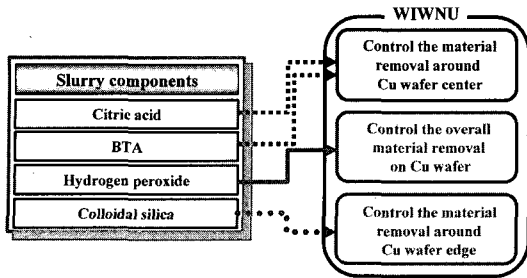 WIWNU
Slurry components
Citric acid
BTA
Hydrogen peroxide
Colloidal silica
Control the material
removal around
Cu wafer center
Control the overall
material removal
on Cu wafer
Control the material
removal around
Cu wafer edge